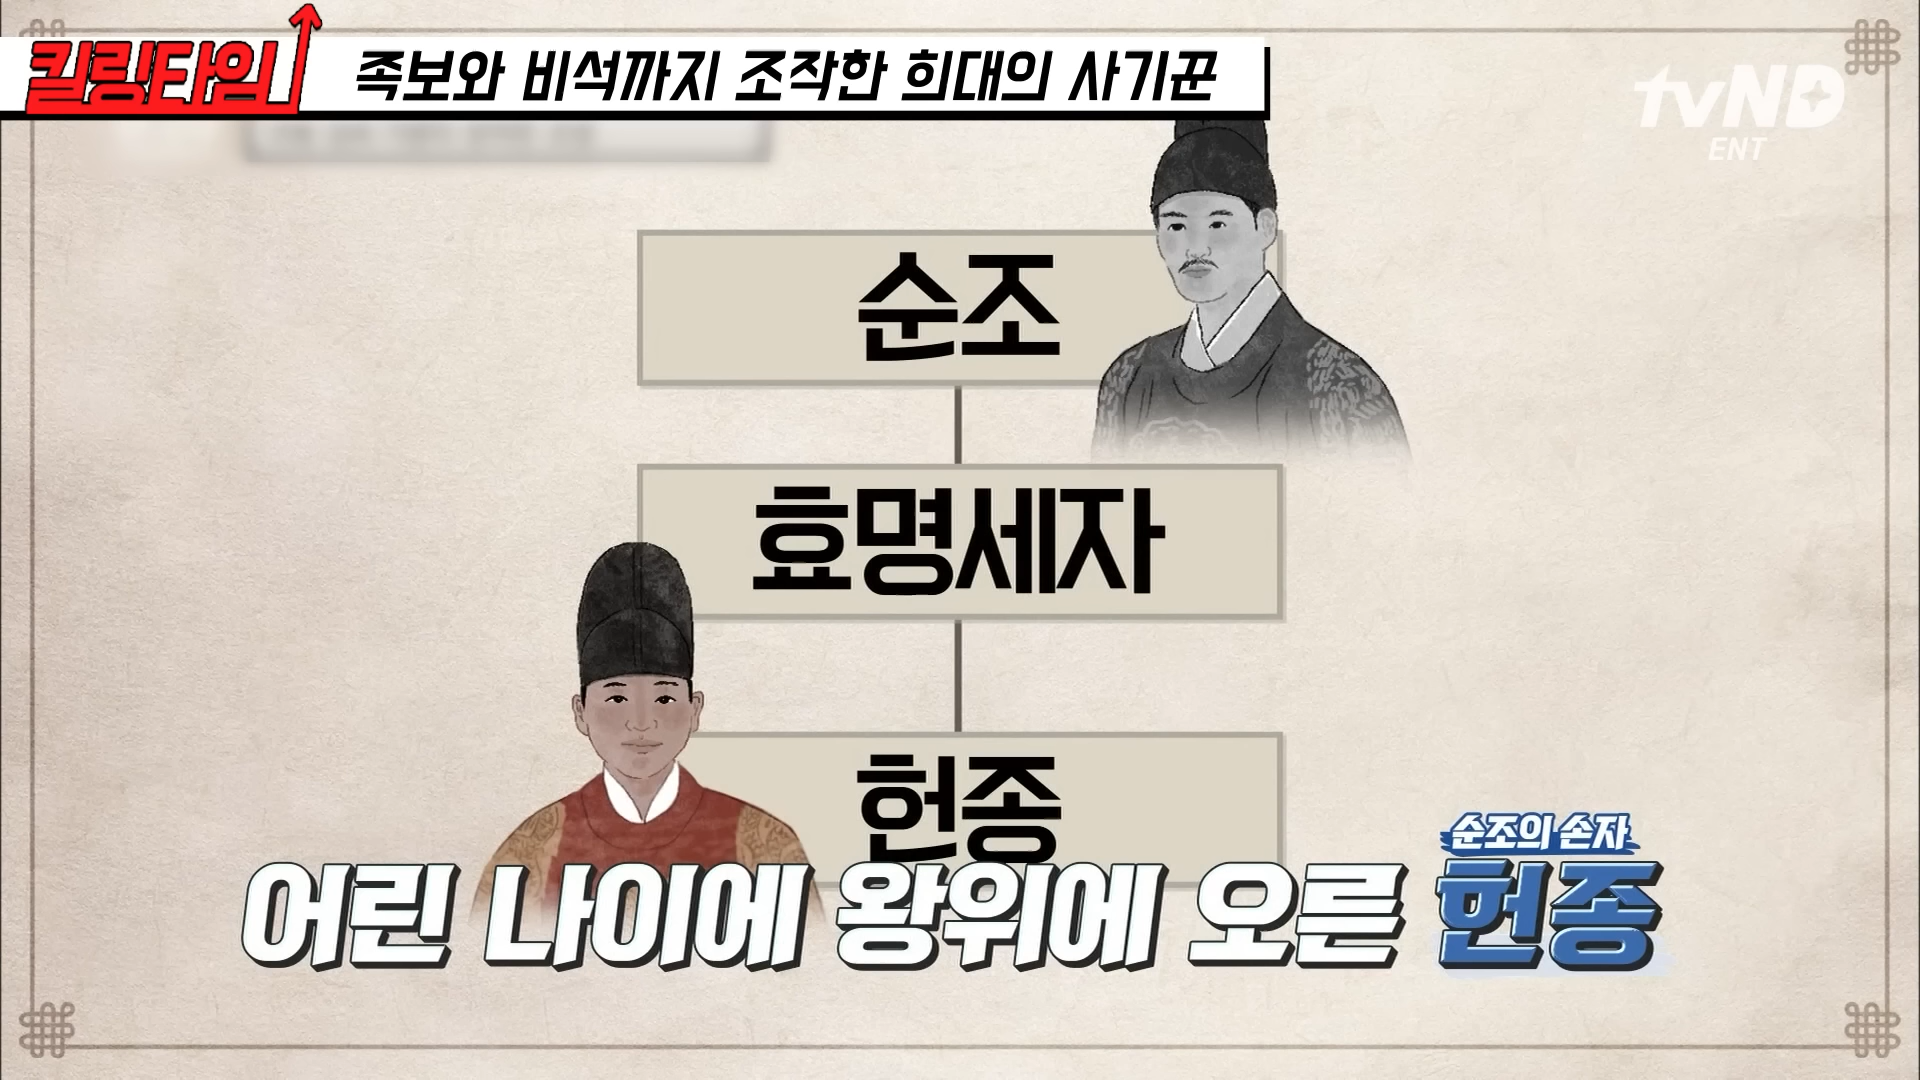 킬링타임 족보와 비석까지 조작한 희대의 사기꾼
tvND
ENT
순조
효명세자
헌종
순조의 손자
어린 나이에 왕위에 오른 헌종